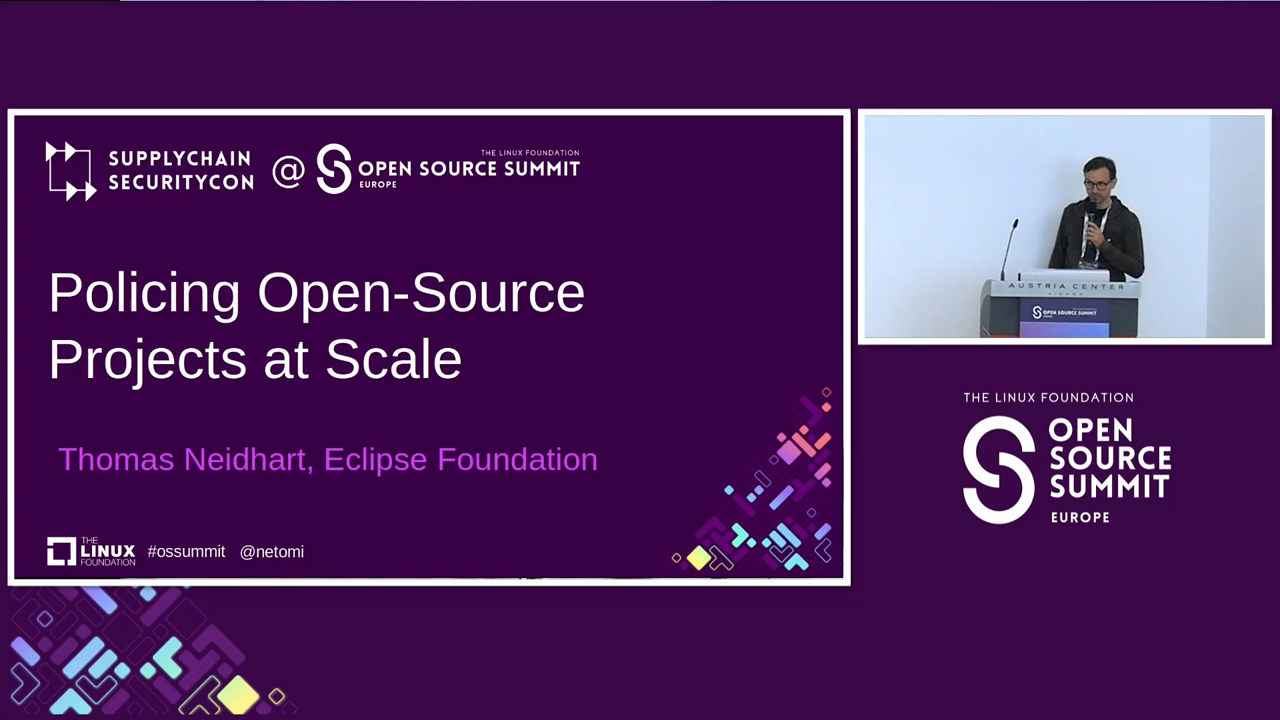 SUPPLYCHAIN
SECURITYCON
@
THE LINUX FOUNDATION
OPEN SOURCE SUMMIT
EUROPE
Policing Open-Source
Projects at Scale
Thomas Neidhart, Eclipse Foundation
THE
LINUX
FOUNDATION
#ossummit @netomi
AUSTRIA CENTER
OPEN SOURCE SUMMIT
THE LINUX FOUNDATION
OPEN
SOURCE
SUMMIT
EUROPE